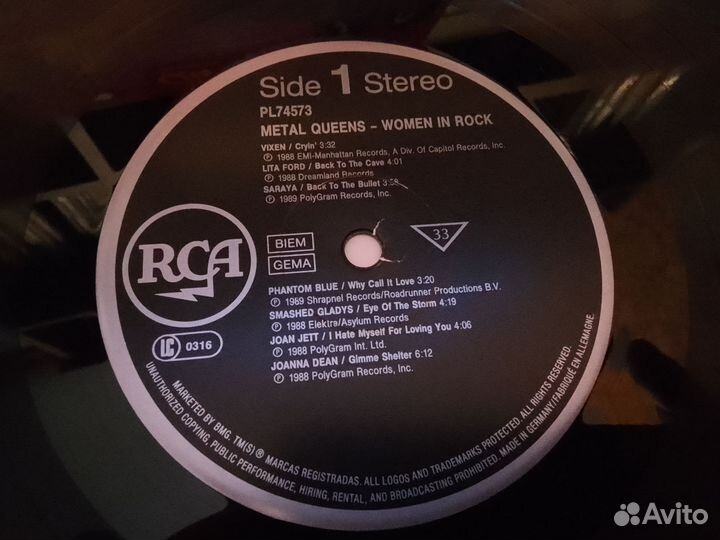 Side 1 Stereo
PL74573
METAL QUEENS – WOMEN IN ROCK
VIXEN / Cryin' 3:32
Ⓟ 1988 EMI-Manhattan Records, A Div. Of Capitol Records, Inc.
LITA FORD / Back To The Cave 4:01
Ⓟ 1988 Dreamland Records
SARAYA / Back To The Bullet 3:58
Ⓟ 1989 PolyGram Records, Inc.
RCA
BIEM
GEMA
33
PHANTOM BLUE / Why Call It Love 3:20
Ⓟ 1989 Shrapnel Records/Roadrunner Productions B.V.
SMASHED GLADYS / Eye Of The Storm 4:19
Ⓟ 1988 Elektra/Asylum Records
JOAN JETT / I Hate Myself For Loving You 4:06
Ⓟ 1988 PolyGram Int. Ltd.
JOANNA DEAN / Gimme Shelter 6:12
Ⓟ 1988 PolyGram Records, Inc.
LC 0316
MARKETED BY BMG. TM(S) ® MARCAS REGISTRADAS. ALL LOGOS AND TRADEMARKS PROTECTED. ALL RIGHTS RESERVED.
UNAUTHORIZED COPYING, PUBLIC PERFORMANCE, HIRING, RENTAL, AND BROADCASTING PROHIBITED. MADE IN GERMANY/FABRIQUÉ EN ALLEMAGNE.
Avito